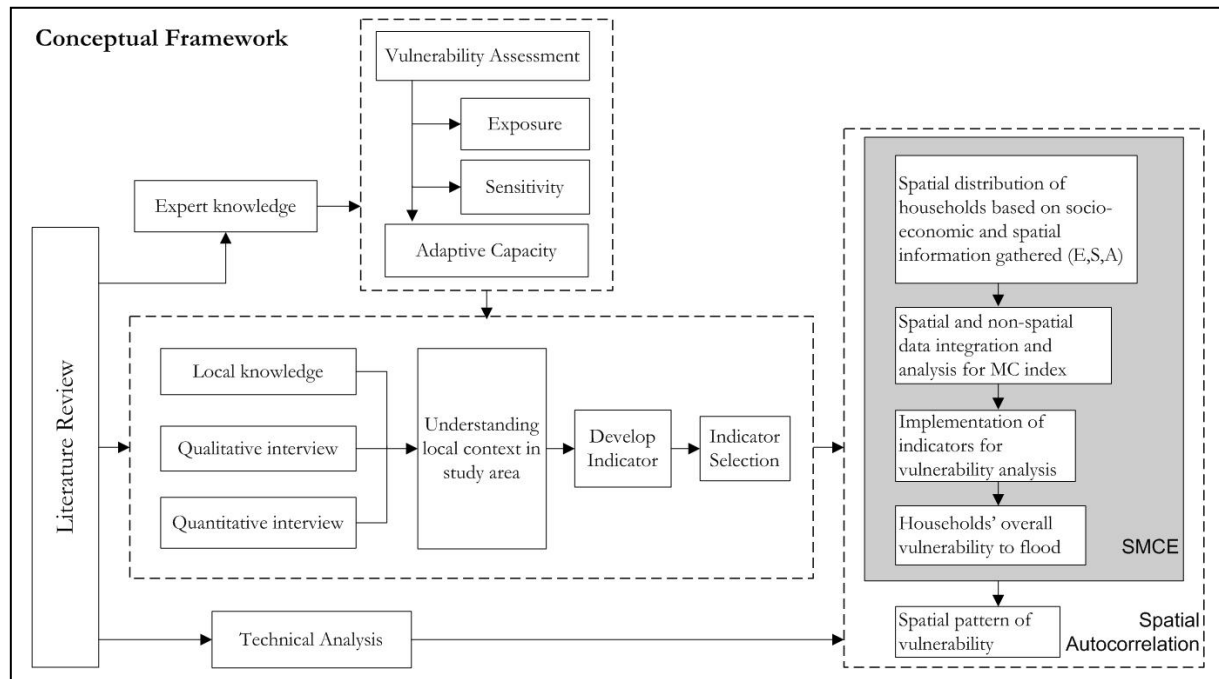 Conceptual Framework
Vulnerability Assessment
Exposure
Sensitivity
Adaptive Capacity
Expert knowledge
Literature Review
Local knowledge
Qualitative interview
Quantitative interview
Understanding
local context in
study area
Develop
Indicator
Indicator
Selection
Technical Analysis
Spatial distribution of
households based on socio-
economic and spatial
information gathered (E,S,A)
Spatial and non-spatial
data integration and
analysis for MC index
Implementation of
indicators for
vulnerability analysis
Households' overall
vulnerability to flood
SMCE
Spatial pattern of
vulnerability
Spatial
Autocorrelation